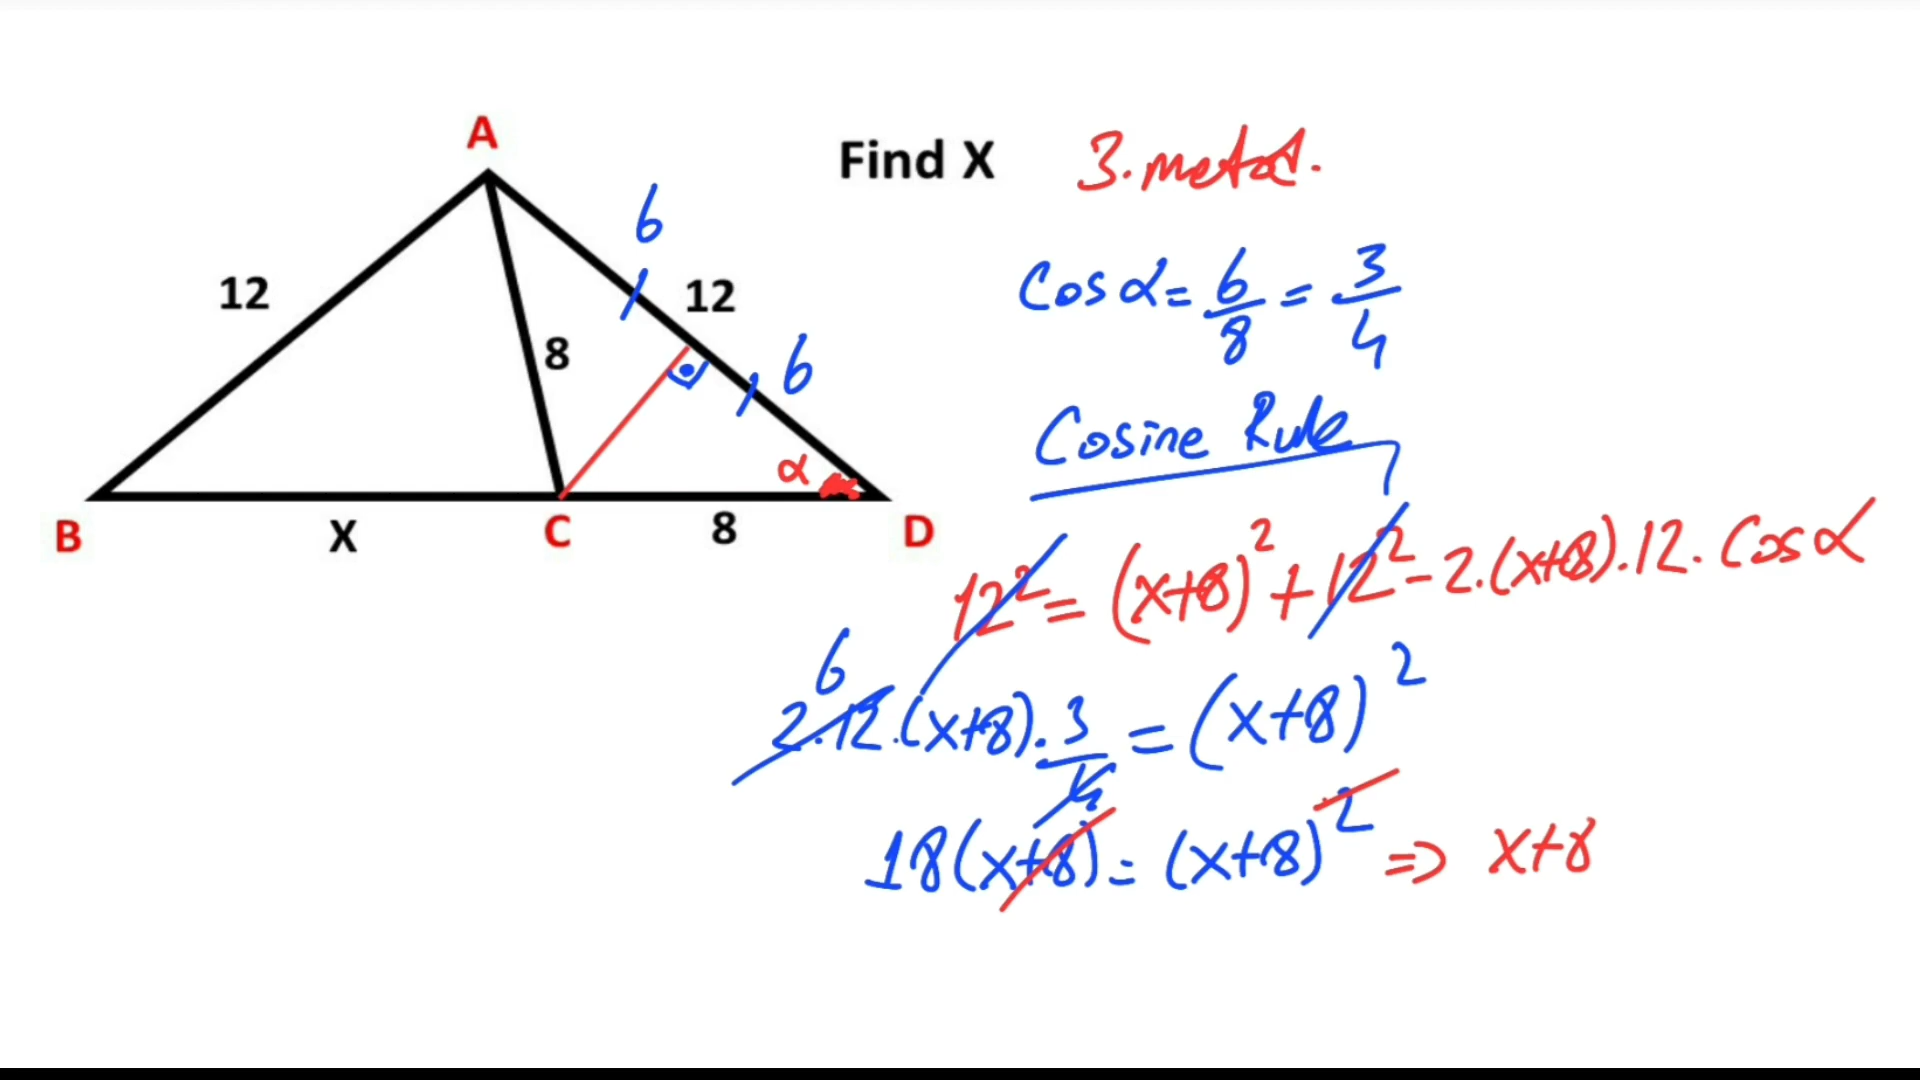 A
Find X
3. metod.
6
12
12
8
6
Cos α = 6/8 = 3/4
Cosine Rule
α
B
X
C
8
D
12² = (x+8)² + 12² - 2.(x+8).12.Cos α
6
2.12.(x+8).3/4 = (x+8)²
18(x+8) = (x+8)² ⇒ x+8